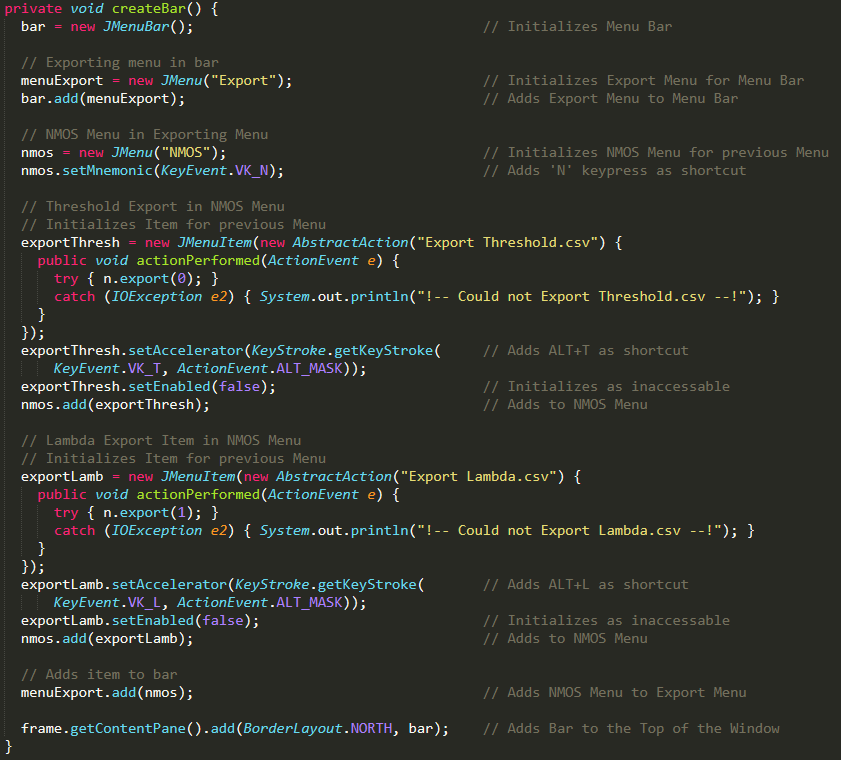 private void createBar() {
  bar = new JMenuBar();                                   // Initializes Menu Bar

  // Exporting menu in bar
  menuExport = new JMenu("Export");                       // Initializes Export Menu for Menu Bar
  bar.add(menuExport);                                    // Adds Export Menu to Menu Bar

  // NMOS Menu in Exporting Menu
  nmos = new JMenu("NMOS");                               // Initializes NMOS Menu for previous Menu
  nmos.setMnemonic(KeyEvent.VK_N);                        // Adds 'N' keypress as shortcut

  // Threshold Export in NMOS Menu
  // Initializes Item for previous Menu
  exportThresh = new JMenuItem(new AbstractAction("Export Threshold.csv") {
    public void actionPerformed(ActionEvent e) {
      try { n.export(0); }
      catch (IOException e2) { System.out.println("!-- Could not Export Threshold.csv --!"); }
    }
  });
  exportThresh.setAccelerator(KeyStroke.getKeyStroke(     // Adds ALT+T as shortcut
      KeyEvent.VK_T, ActionEvent.ALT_MASK));
  exportThresh.setEnabled(false);                         // Initializes as inaccessable
  nmos.add(exportThresh);                                 // Adds to NMOS Menu

  // Lambda Export Item in NMOS Menu
  // Initializes Item for previous Menu
  exportLamb = new JMenuItem(new AbstractAction("Export Lambda.csv") {
    public void actionPerformed(ActionEvent e) {
      try { n.export(1); }
      catch (IOException e2) { System.out.println("!-- Could not Export Lambda.csv --!"); }
    }
  });
  exportLamb.setAccelerator(KeyStroke.getKeyStroke(       // Adds ALT+L as shortcut
      KeyEvent.VK_L, ActionEvent.ALT_MASK));
  exportLamb.setEnabled(false);                           // Initializes as inaccessable
  nmos.add(exportLamb);                                   // Adds to NMOS Menu

  // Adds item to bar
  menuExport.add(nmos);                                   // Adds NMOS Menu to Export Menu

  frame.getContentPane().add(BorderLayout.NORTH, bar);    // Adds Bar to the Top of the Window
}